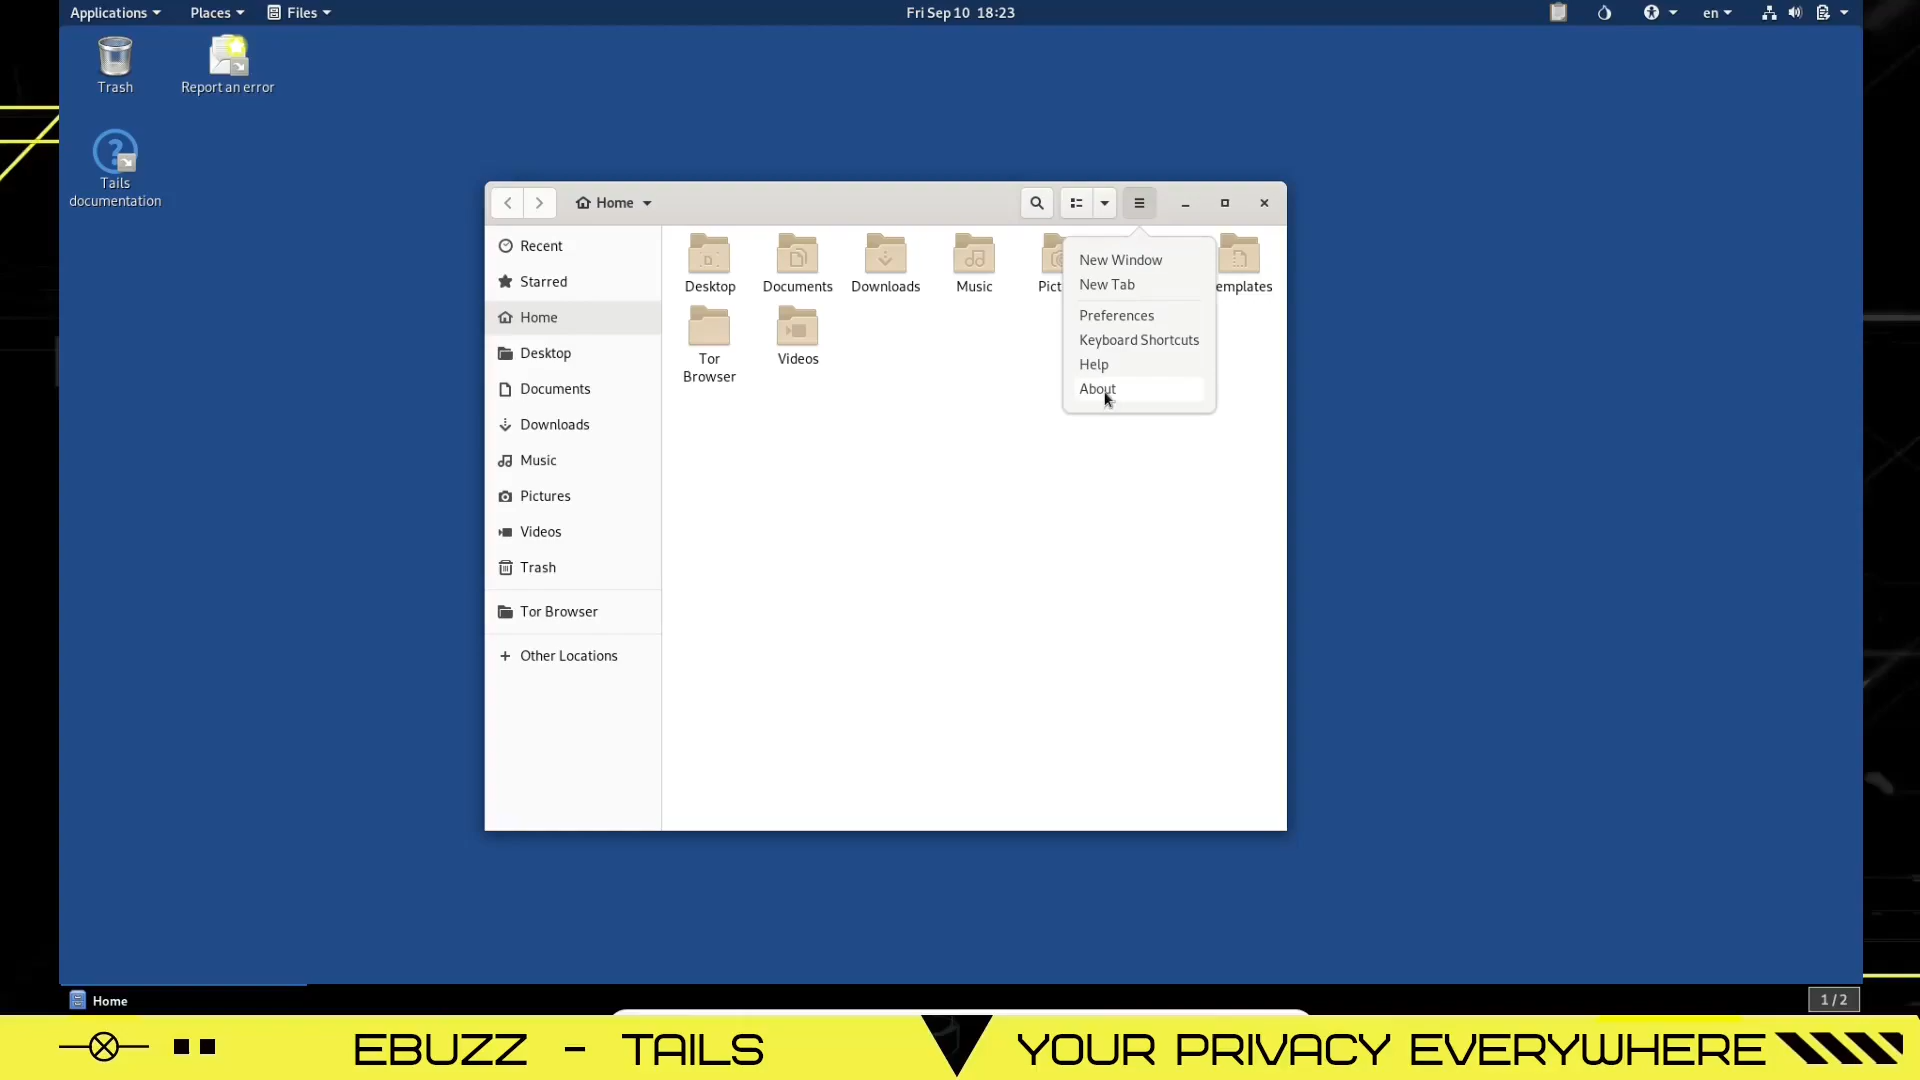 Applications Places Files Fri Sep 10 18:23 en
Trash
Report an error
Tails
documentation
Home
Recent
Starred
Home
Desktop
Documents
Downloads
Music
Pictures
Videos
Trash
Tor Browser
Other Locations
Desktop Documents Downloads Music Pict emplates
Tor
Browser
Videos
New Window
New Tab
Preferences
Keyboard Shortcuts
Help
About
Home
1 / 2
EBUZZ - TAILS YOUR PRIVACY EVERYWHERE